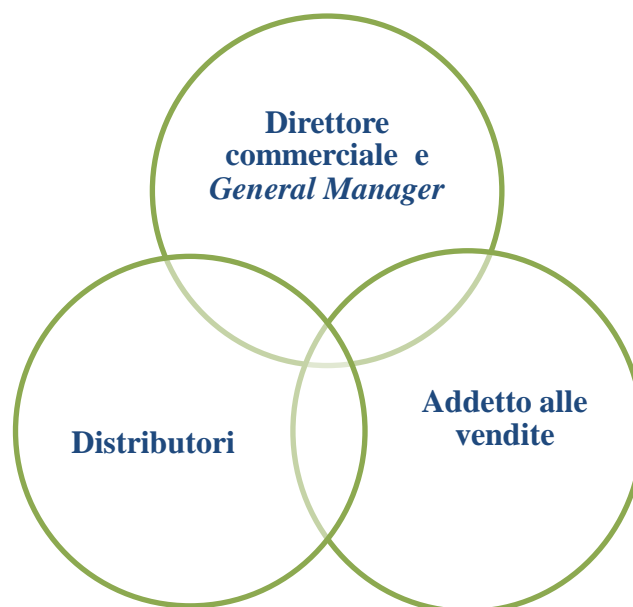 Direttore
commerciale e
General Manager
Distributori
Addetto alle
vendite